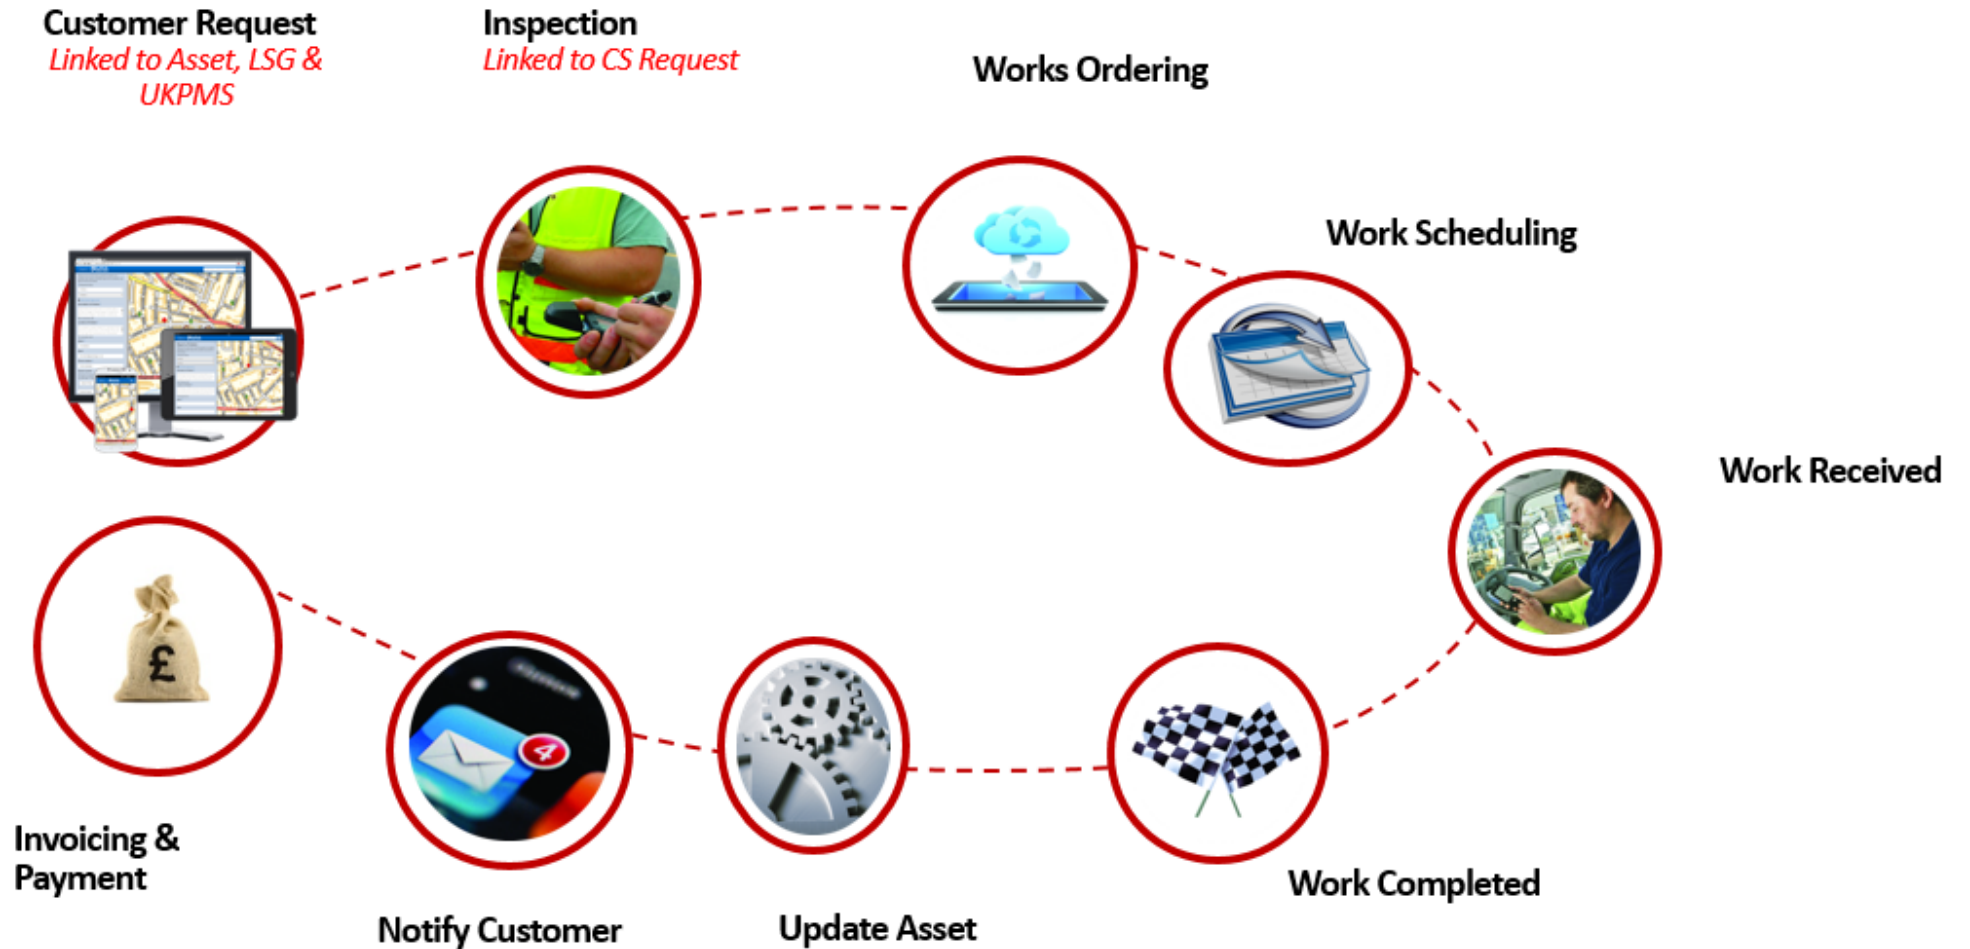 Customer Request
Linked to Asset, LSG &
UKPMS
Inspection
Linked to CS Request
Works Ordering
Work Scheduling
Work Received
£
4
Invoicing &
Payment
Work Completed
Notify Customer
Update Asset